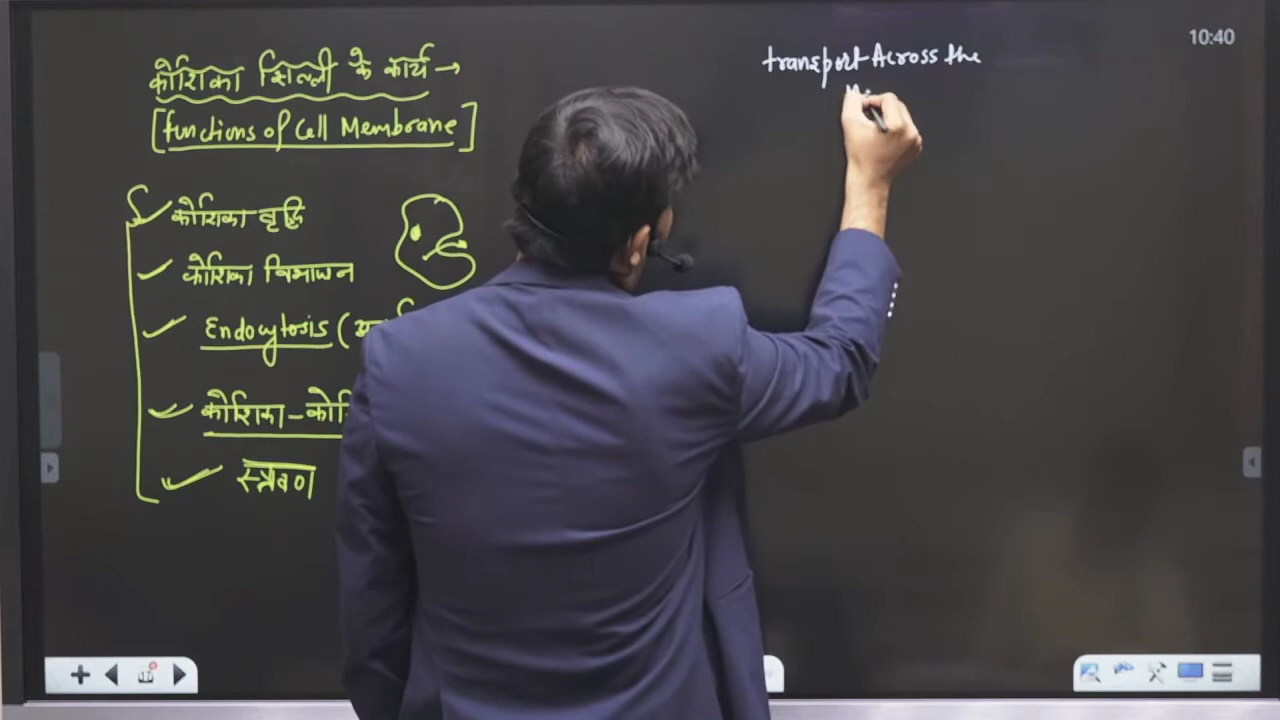 कोशिका झिल्ली के कार्य →
[functions of Cell Membrane]
कोशिका वृद्धि
कोशिका विभाजन
Endocytosis (
कोशिका -
स्त्रवण
transport Across the
10:40